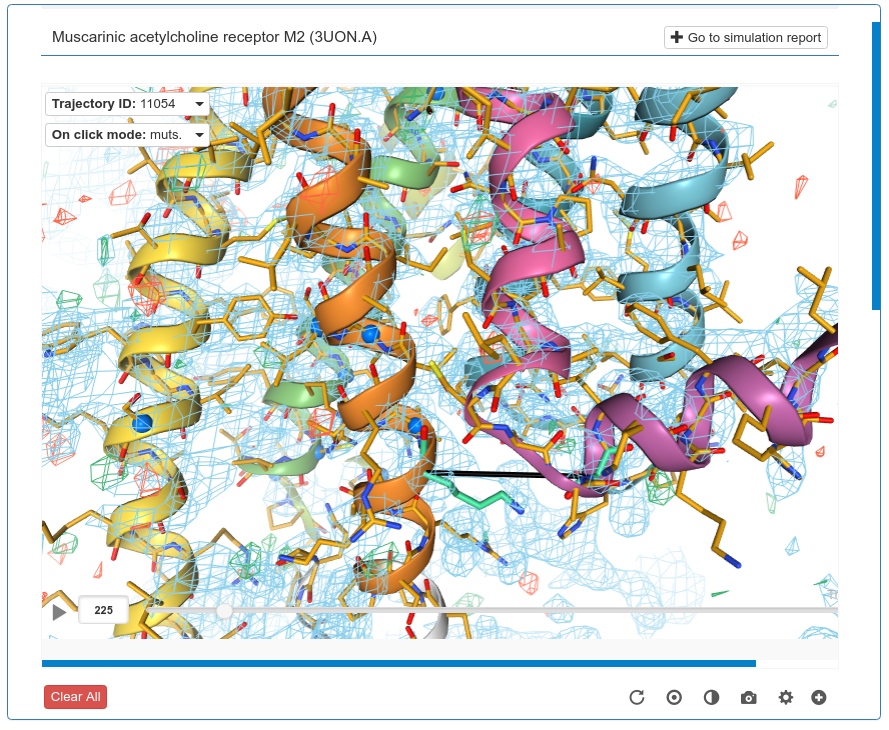 Muscarinic acetylcholine receptor M2 (3UON.A)
Go to simulation report
Trajectory ID: 11054
On click mode: muts.
225
Clear All